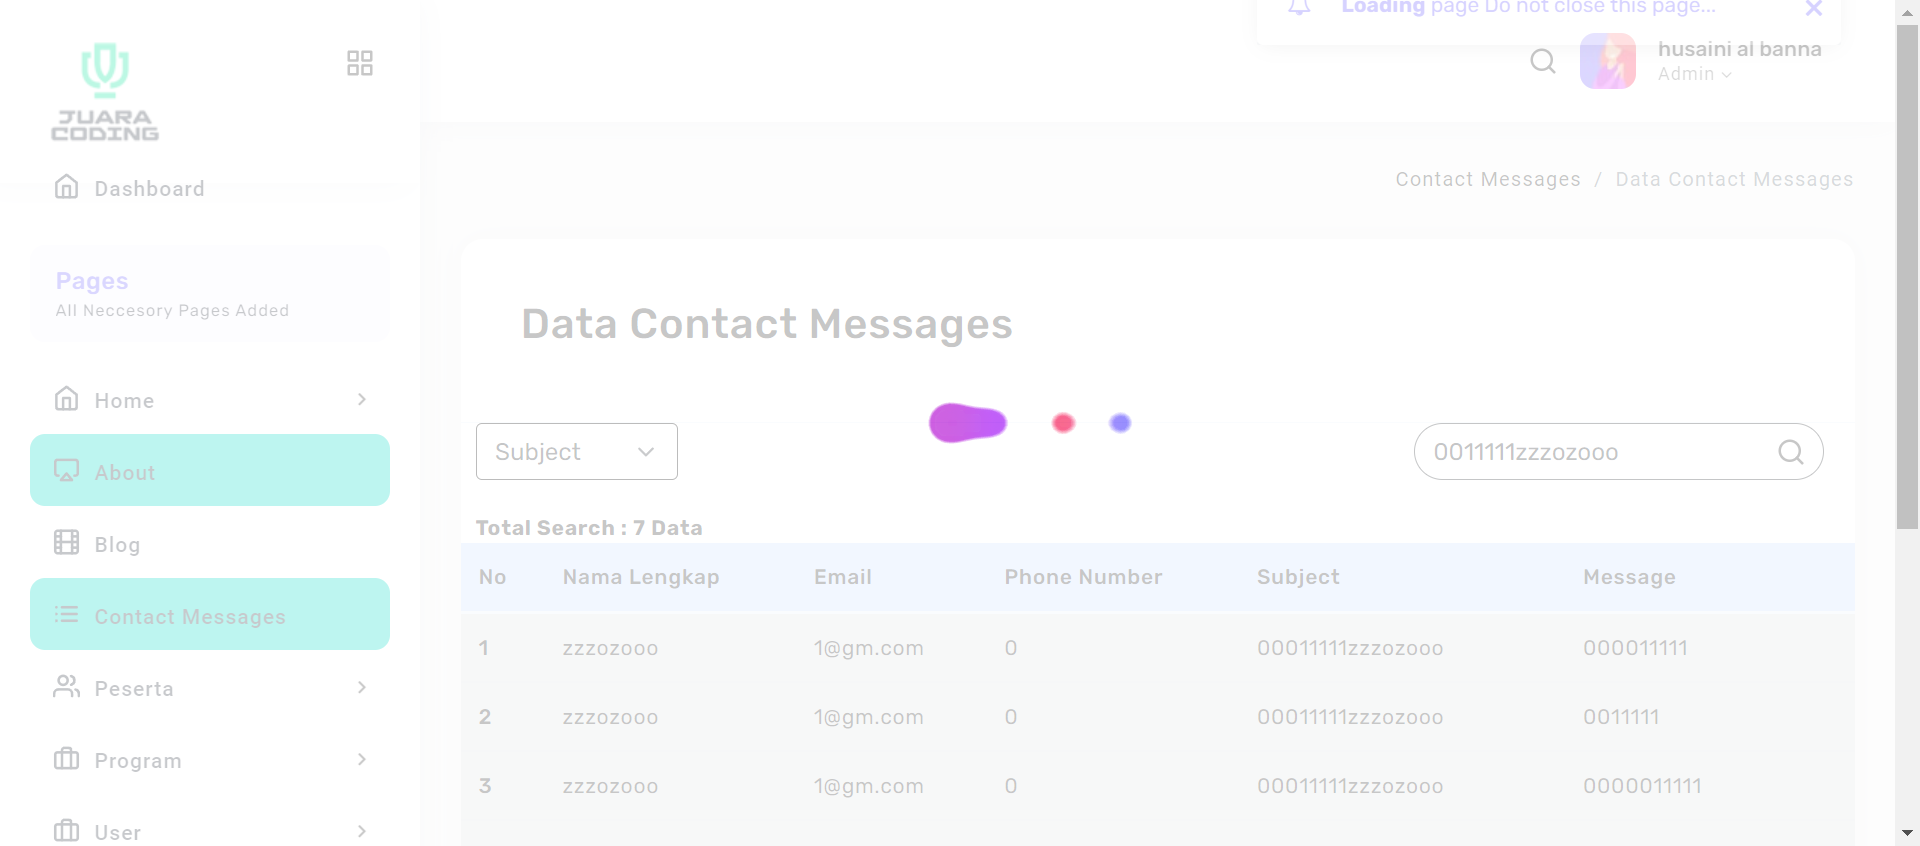 Loading page Do not close this page...
husaini al banna
Admin
JUARA
CODING
Dashboard
Contact Messages / Data Contact Messages
Pages
All Neccesory Pages Added
Data Contact Messages
Home
About
Blog
Contact Messages
Peserta
Program
User
Subject
0011111zzzozooo
Total Search : 7 Data
No Nama Lengkap Email Phone Number Subject Message
1 zzzozooo 1@gm.com 0 00011111zzzozooo 000011111
2 zzzozooo 1@gm.com 0 00011111zzzozooo 0011111
3 zzzozooo 1@gm.com 0 00011111zzzozooo 0000011111